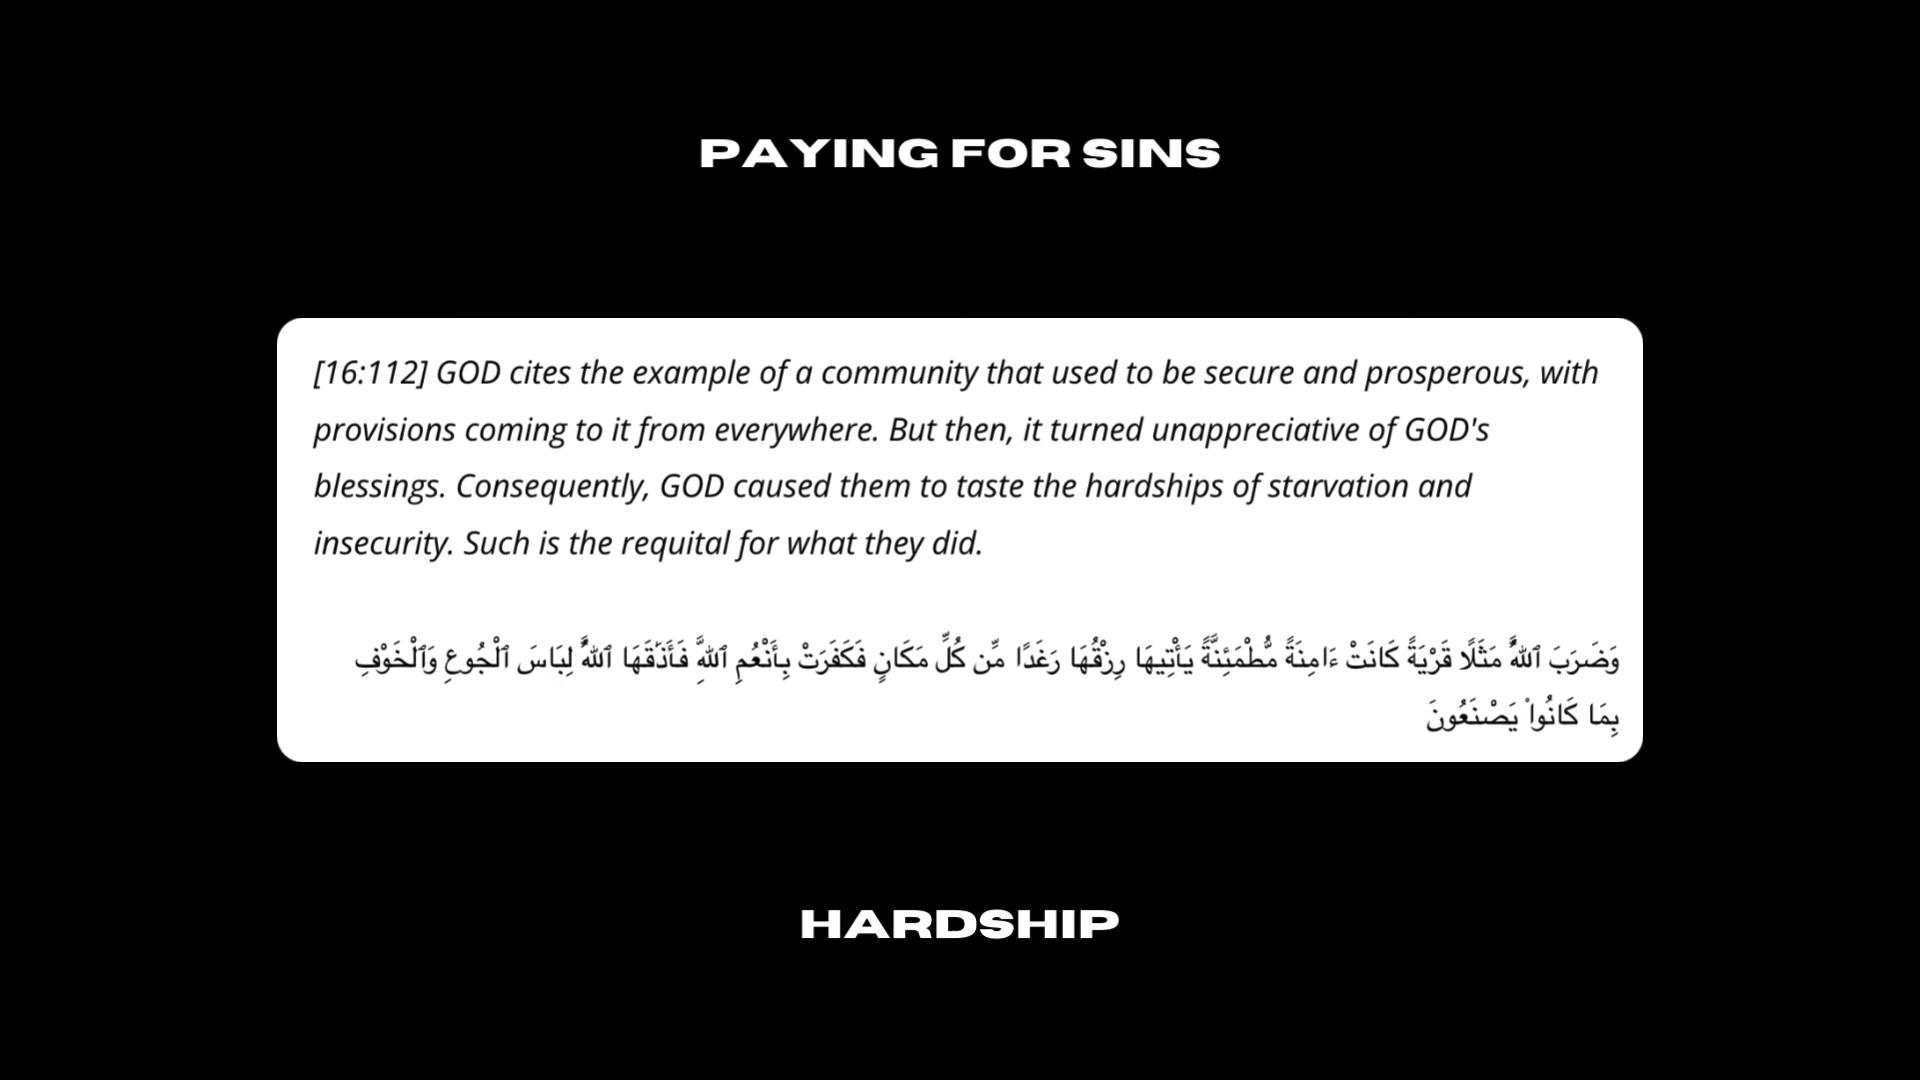 PAYING FOR SINS
[16:112] GOD cites the example of a community that used to be secure and prosperous, with
provisions coming to it from everywhere. But then, it turned unappreciative of GOD's
blessings. Consequently, GOD caused them to taste the hardships of starvation and
insecurity. Such is the requital for what they did.
وَضَرَبَ ٱللَّهُ مَثَلًا قَرْيَةً كَانَتْ ءَامِنَةً مُّطْمَئِنَّةً يَأْتِيهَا رِزْقُهَا رَغَدًا مِّن كُلِّ مَكَانٍ فَكَفَرَتْ بِأَنْعُمِ ٱللَّهِ فَأَذَٰقَهَا ٱللَّهُ لِبَاسَ ٱلْجُوعِ وَٱلْخَوْفِ
بِمَا كَانُوا۟ يَصْنَعُونَ
HARDSHIP